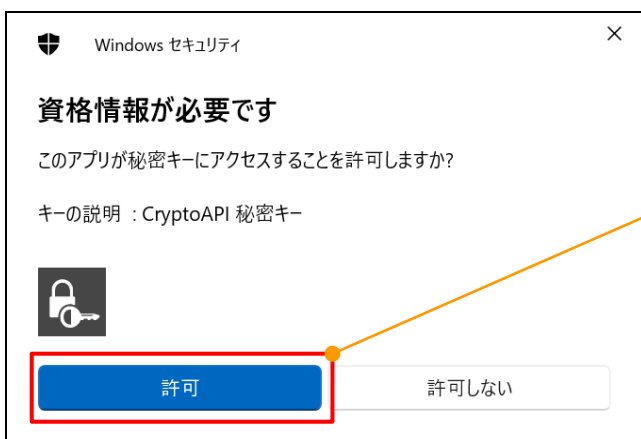 Windows セキュリティ
資格情報が必要です
このアプリが秘密キーにアクセスすることを許可しますか?
キーの説明 : CryptoAPI 秘密キー
許可
許可しない